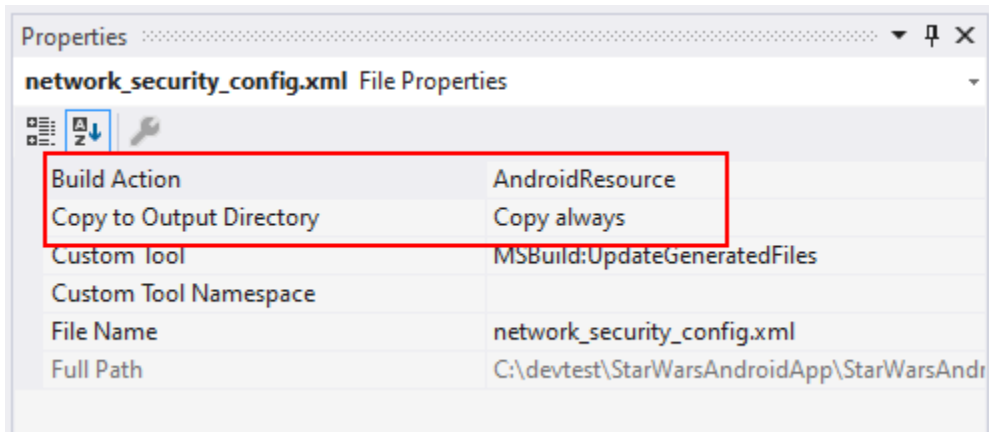 Properties
network_security_config.xml File Properties
Build Action AndroidResource
Copy to Output Directory Copy always
Custom Tool MSBuild:UpdateGeneratedFiles
Custom Tool Namespace
File Name network_security_config.xml
Full Path C:\devtest\StarWarsAndroidApp\StarWarsAndr